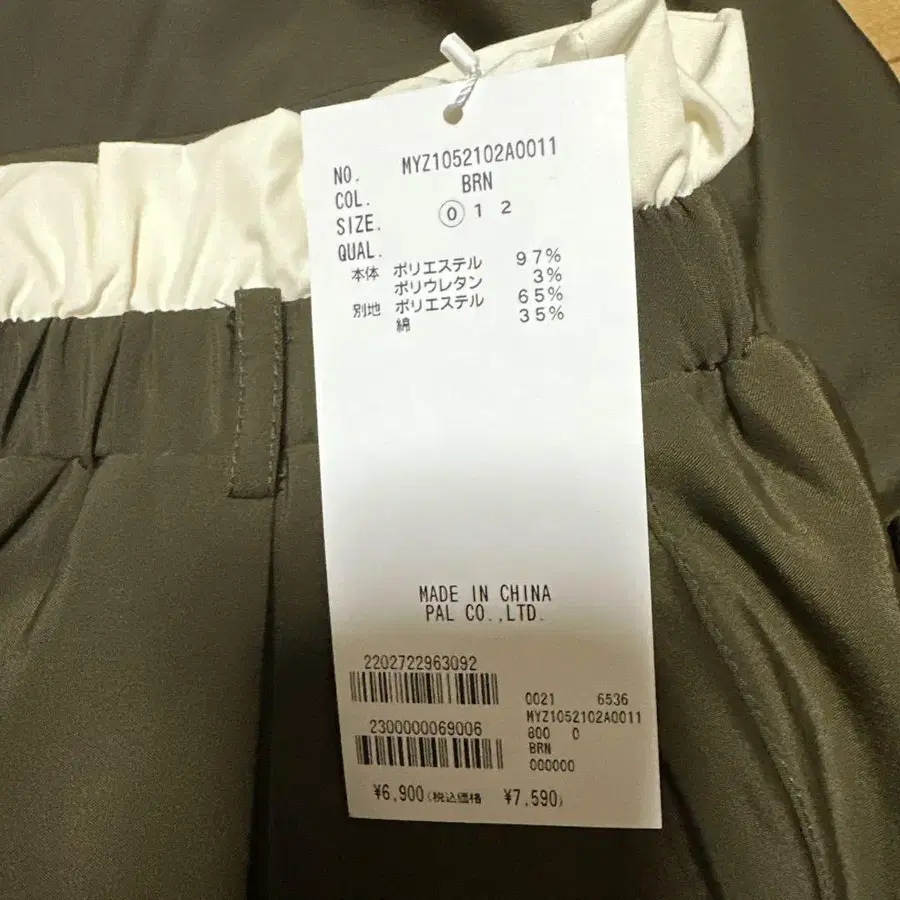 NO. MYZ1052102A0011
COL. BRN
SIZE. 0 1 2
QUAL.
本体 ポリエステル 97%
ポリウレタン 3%
別地 ポリエステル 65%
綿 35%
MADE IN CHINA
PAL CO.,LTD.
2202722963092
2300000069006
0021 6536
MYZ1052102A0011
800 0
BRN
000000
¥6,900(税込価格 ¥7,590)